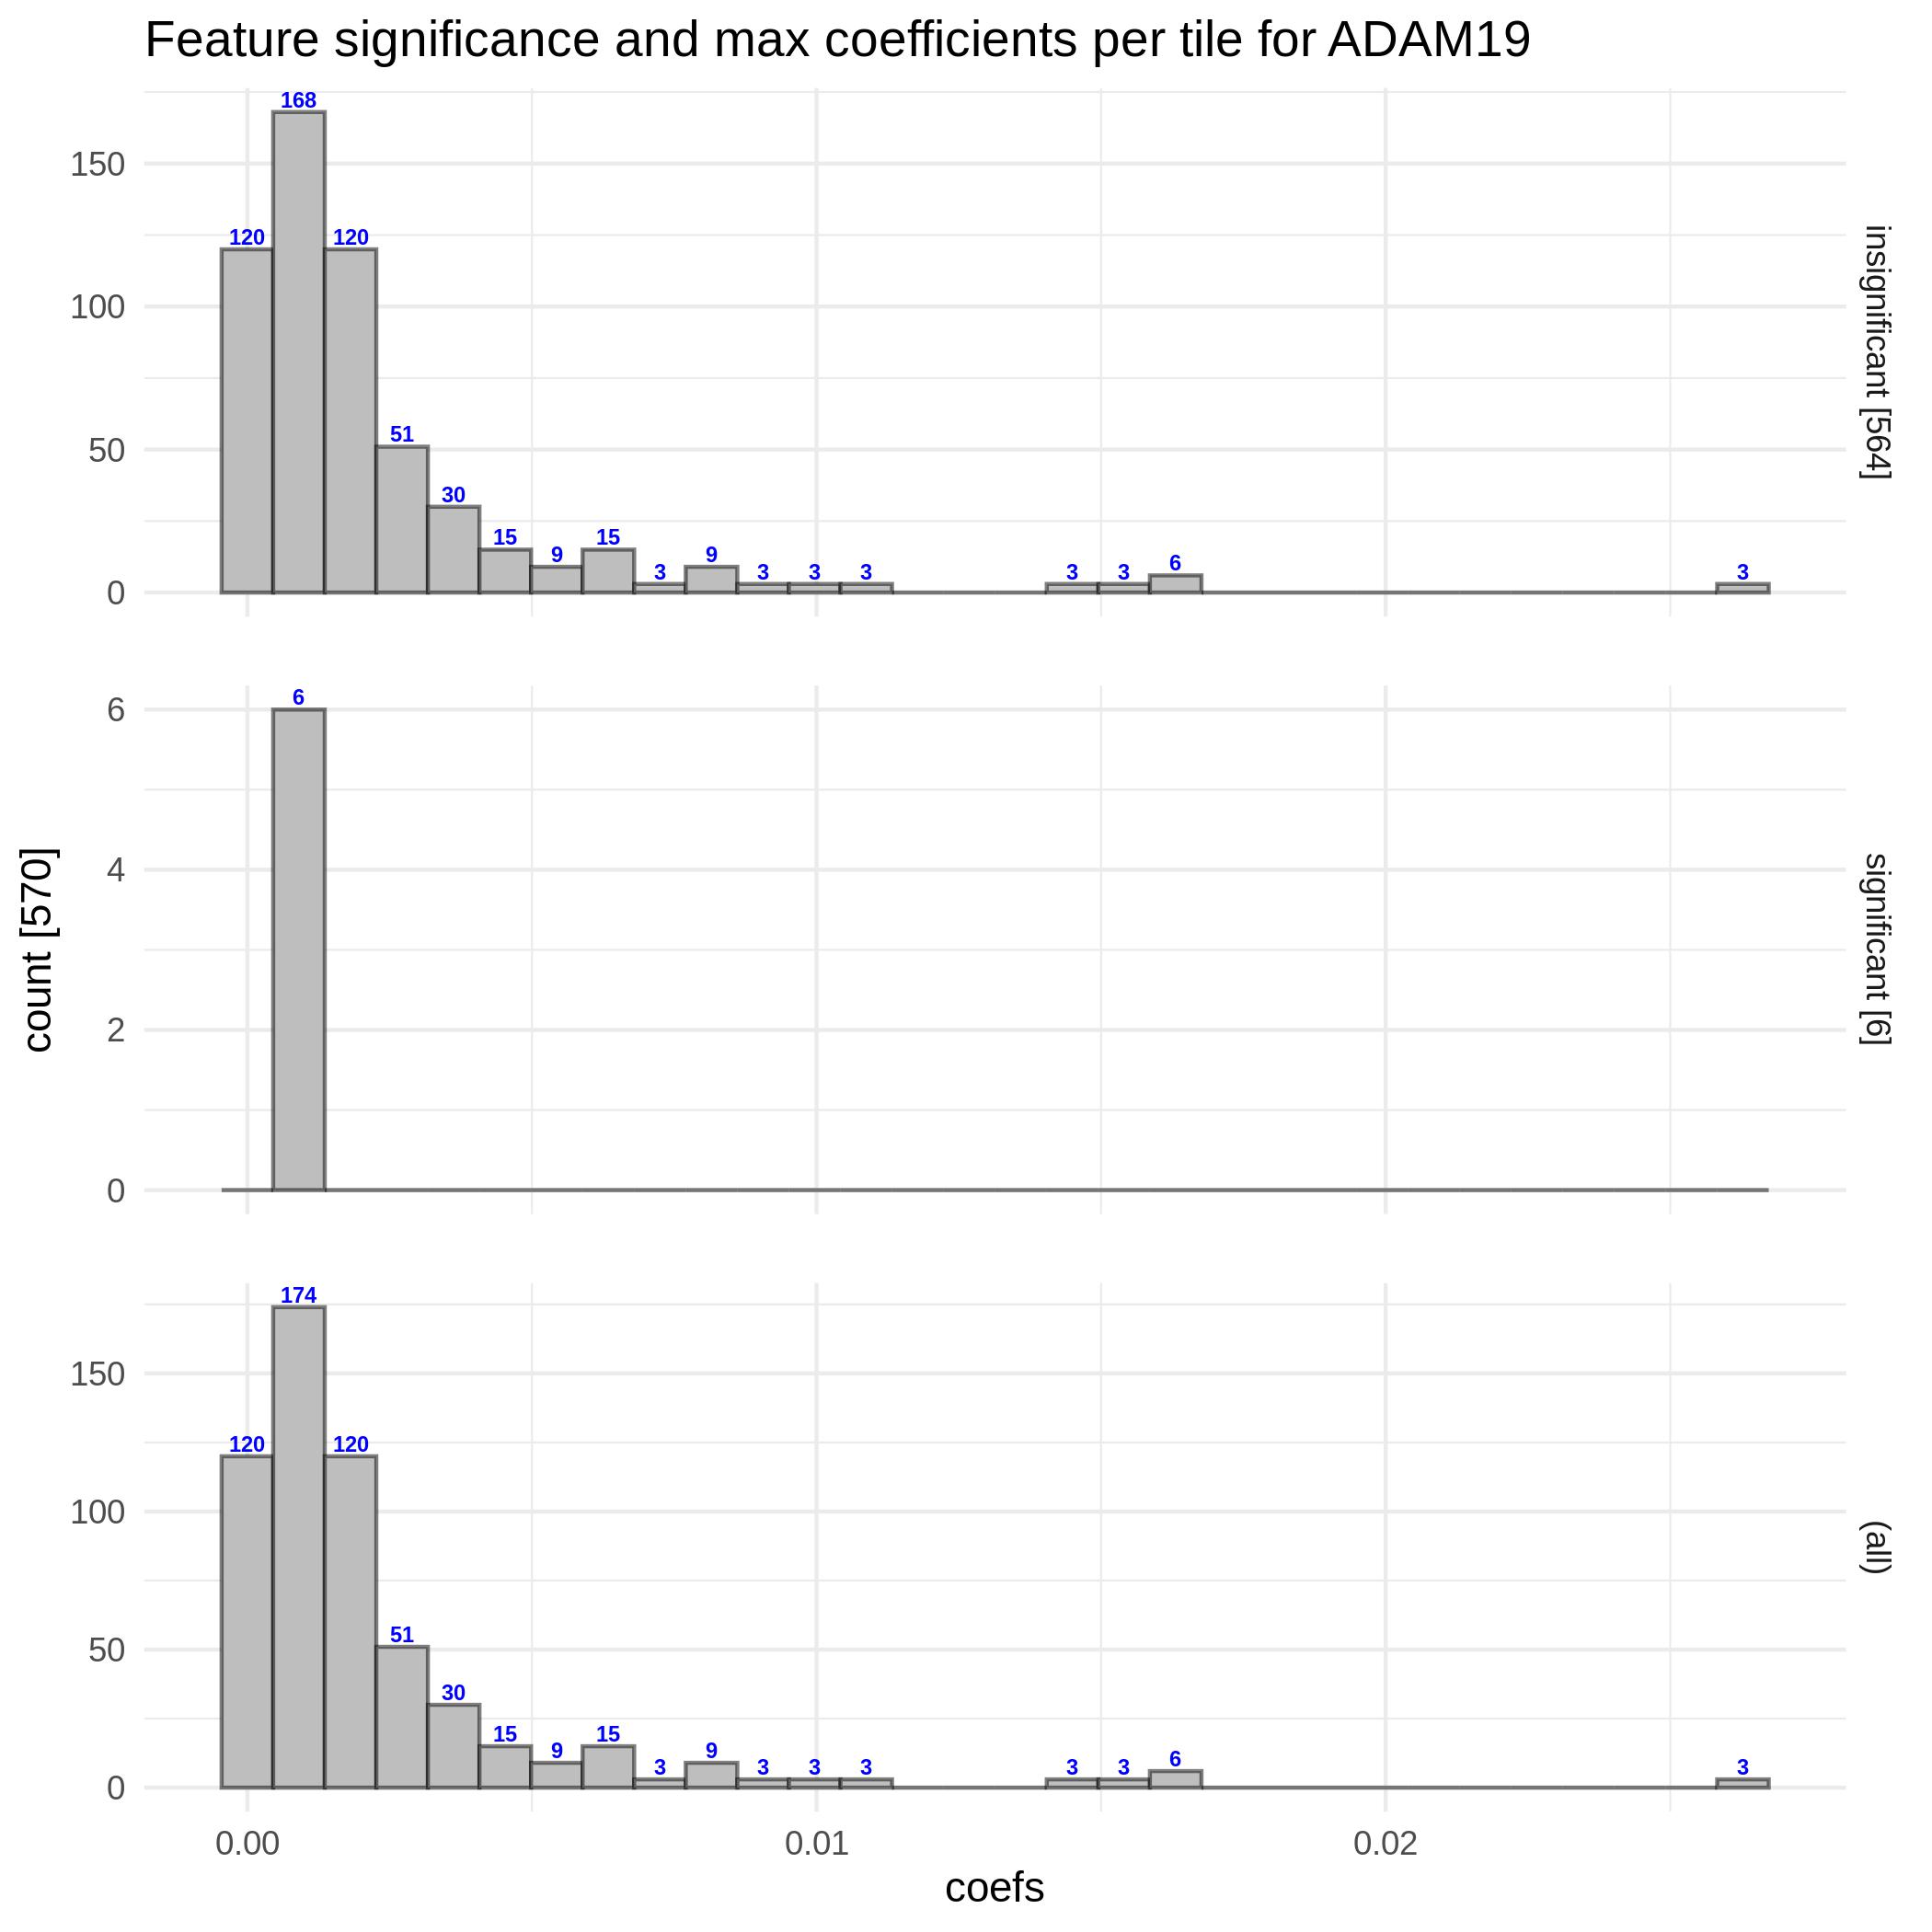 Feature significance and max coefficients per tile for ADAM19
168
150
120 120
100
51
50
30
15 9 15 3 9 3 3 3 3 3 6 3
0
insignificant [564]
6
6
4
2
0
significant [6]
count [570]
174
150
120 120
100
51
50
30
15 9 15 3 9 3 3 3 3 3 6 3
0
(all)
0.00 0.01 0.02
coefs